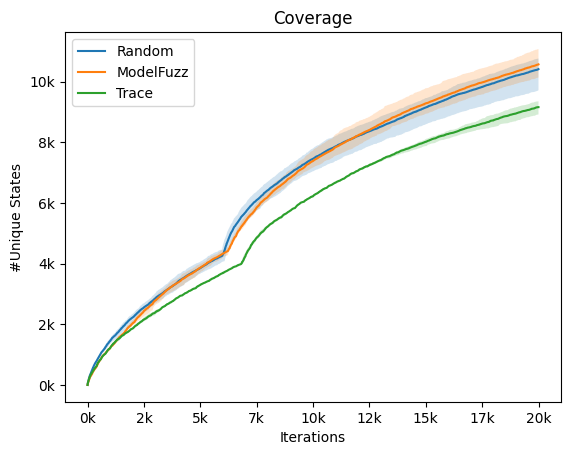 Coverage
Random
ModelFuzz
Trace
#Unique States
10k
8k
6k
4k
2k
0k
0k 2k 5k 7k 10k 12k 15k 17k 20k
Iterations